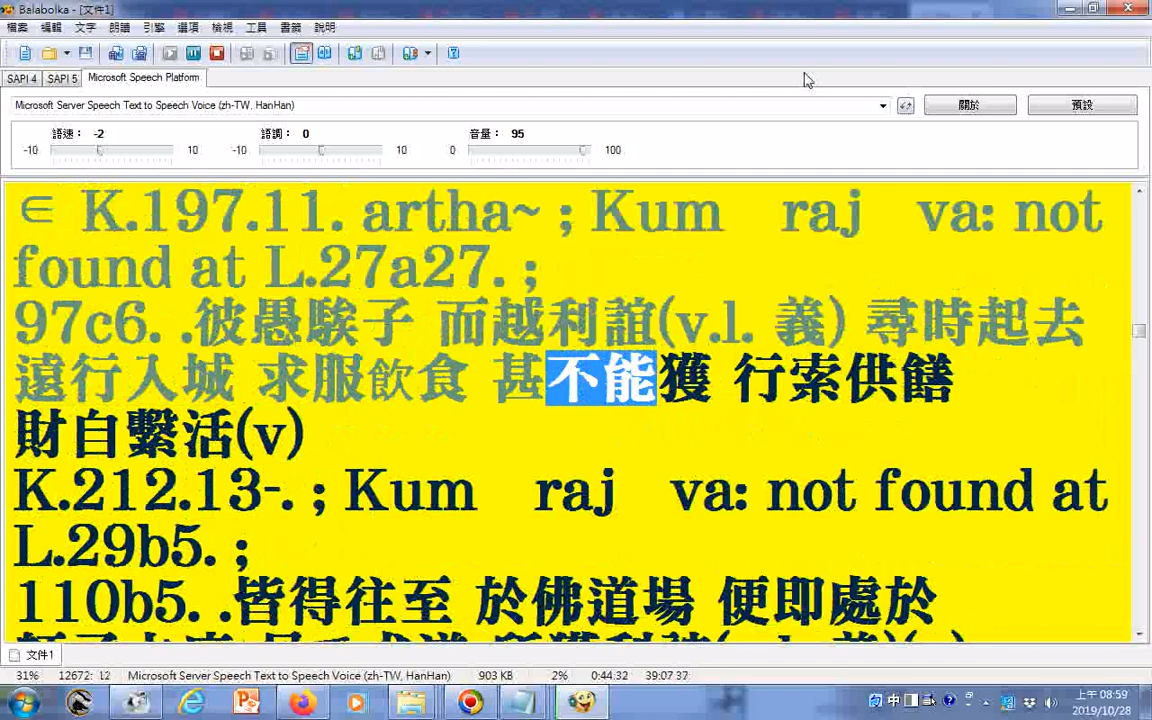 Balabolka - [文件1]
檔案 編輯 文字 朗讀 引擎 選項 檢視 工具 書籤 說明
SAPI 4 SAPI 5 Microsoft Speech Platform
Microsoft Server Speech Text to Speech Voice (zh-TW, HanHan) 關於 預設
語速： -2 語調： 0 音量： 95
-10 10 -10 10 0 100
∈ K.197.11. artha~ ; Kum raj va: not
found at L.27a27. ;
97c6. .彼愚騃子 而越利誼(v.l. 義) 尋時起去
遠行入城 求服飲食 甚不能獲 行索供饍
財自繫活(v)
K.212.13-. ; Kum raj va: not found at
L.29b5. ;
110b5. .皆得往至 於佛道場 便即處於
文件1
31% 12672: 12 Microsoft Server Speech Text to Speech Voice (zh-TW, HanHan) 903 KB 2% 0:44:32 39:07:37
中 上午 08:59
2019/10/28